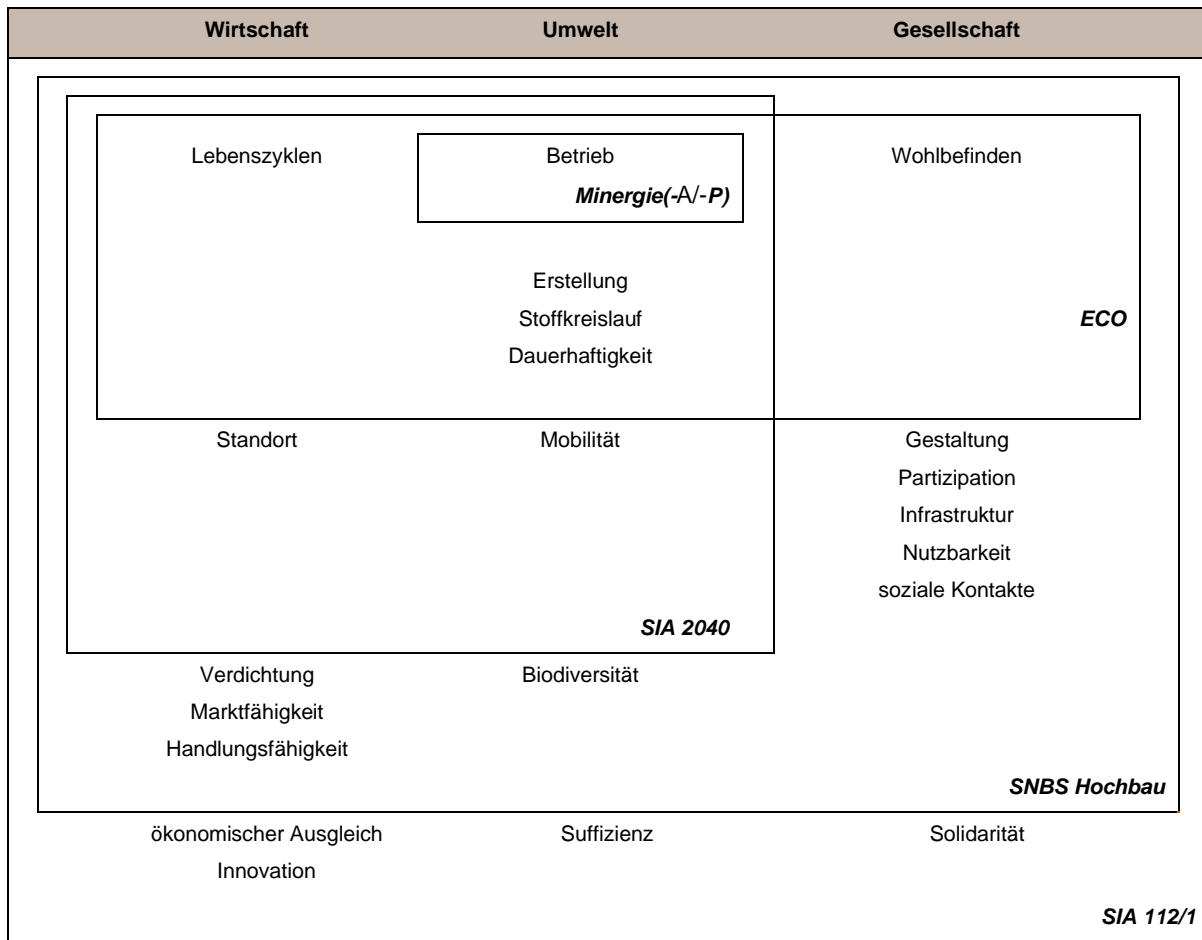 Wirtschaft Umwelt Gesellschaft
Lebenszyklen Betrieb Wohlbefinden
Minergie(-A/-P)
Erstellung
Stoffkreislauf ECO
Dauerhaftigkeit
Standort Mobilität Gestaltung
Partizipation
Infrastruktur
Nutzbarkeit
soziale Kontakte
SIA 2040
Verdichtung Biodiversität
Marktfähigkeit
Handlungsfähigkeit
SNBS Hochbau
ökonomischer Ausgleich Suffizienz Solidarität
Innovation
SIA 112/1